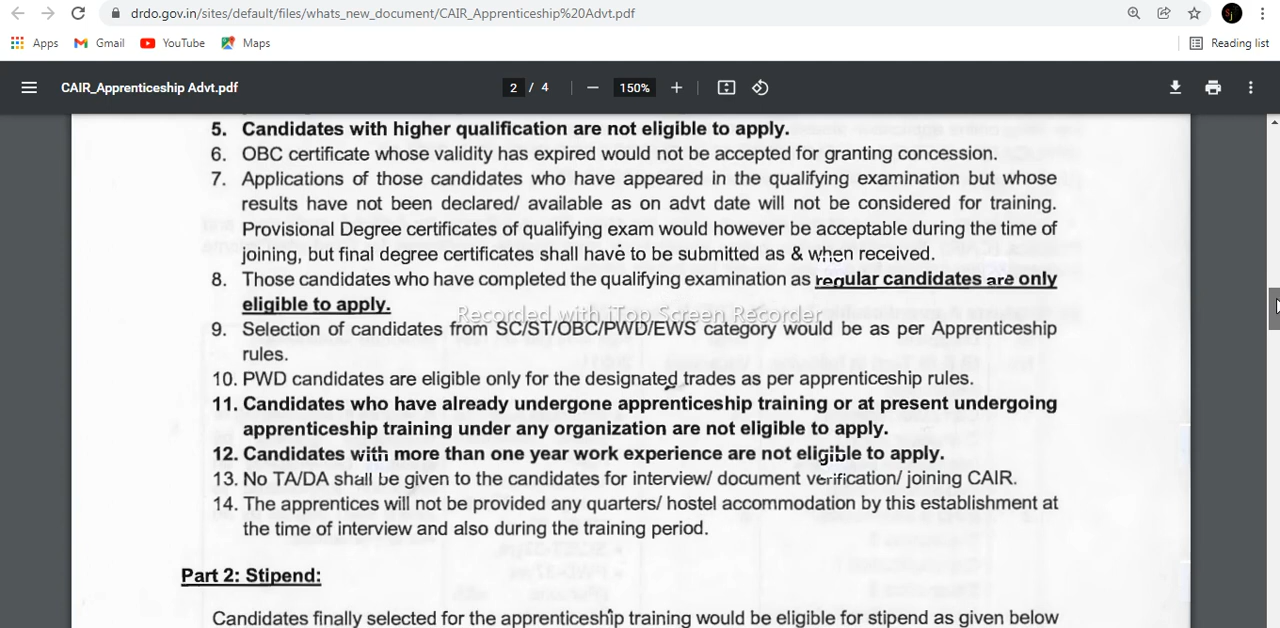 drdo.gov.in/sites/default/files/whats_new_document/CAIR_Apprenticeship%20Advt.pdf
Apps Gmail YouTube Maps Reading list
CAIR_Apprenticeship Advt.pdf 2 / 4 150%
5. Candidates with higher qualification are not eligible to apply.
6. OBC certificate whose validity has expired would not be accepted for granting concession.
7. Applications of those candidates who have appeared in the qualifying examination but whose
results have not been declared/ available as on advt date will not be considered for training.
Provisional Degree certificates of qualifying exam would however be acceptable during the time of
joining, but final degree certificates shall have to be submitted as & when received.
8. Those candidates who have completed the qualifying examination as regular candidates are only
eligible to apply.
Recorded with iTop Screen Recorder
9. Selection of candidates from SC/ST/OBC/PWD/EWS category would be as per Apprenticeship
rules.
10. PWD candidates are eligible only for the designated trades as per apprenticeship rules.
11. Candidates who have already undergone apprenticeship training or at present undergoing
apprenticeship training under any organization are not eligible to apply.
12. Candidates with more than one year work experience are not eligible to apply.
13. No TA/DA shall be given to the candidates for interview/ document verification/ joining CAIR.
14. The apprentices will not be provided any quarters/ hostel accommodation by this establishment at
the time of interview and also during the training period.
Part 2: Stipend:
Candidates finally selected for the apprenticeship training would be eligible for stipend as given below